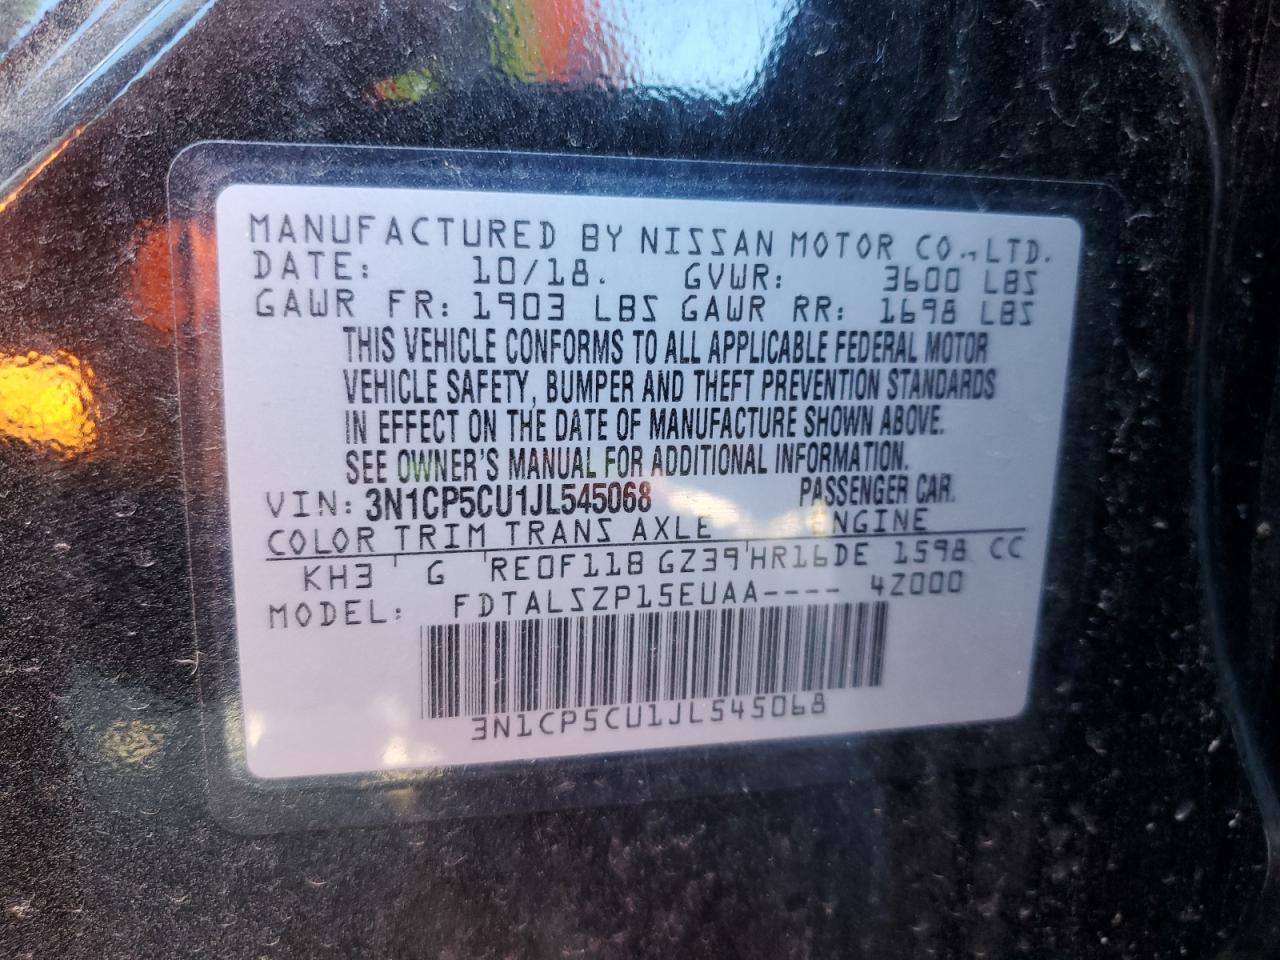 MANUFACTURED BY NISSAN MOTOR CO., LTD.
DATE: 10/18. GVWR: 3600 LBS
GAWR FR: 1903 LBS GAWR RR: 1698 LBS
THIS VEHICLE CONFORMS TO ALL APPLICABLE FEDERAL MOTOR
VEHICLE SAFETY, BUMPER AND THEFT PREVENTION STANDARDS
IN EFFECT ON THE DATE OF MANUFACTURE SHOWN ABOVE.
SEE OWNER'S MANUAL FOR ADDITIONAL INFORMATION.
VIN: 3N1CP5CU1JL545068 PASSENGER CAR.
COLOR TRIM TRANS AXLE ENGINE
KH3 G RE0F11B GZ39 HR16DE 1598 CC
MODEL: FDTALSZP15EUAA---- 4Z000
3N1CP5CU1JL545068